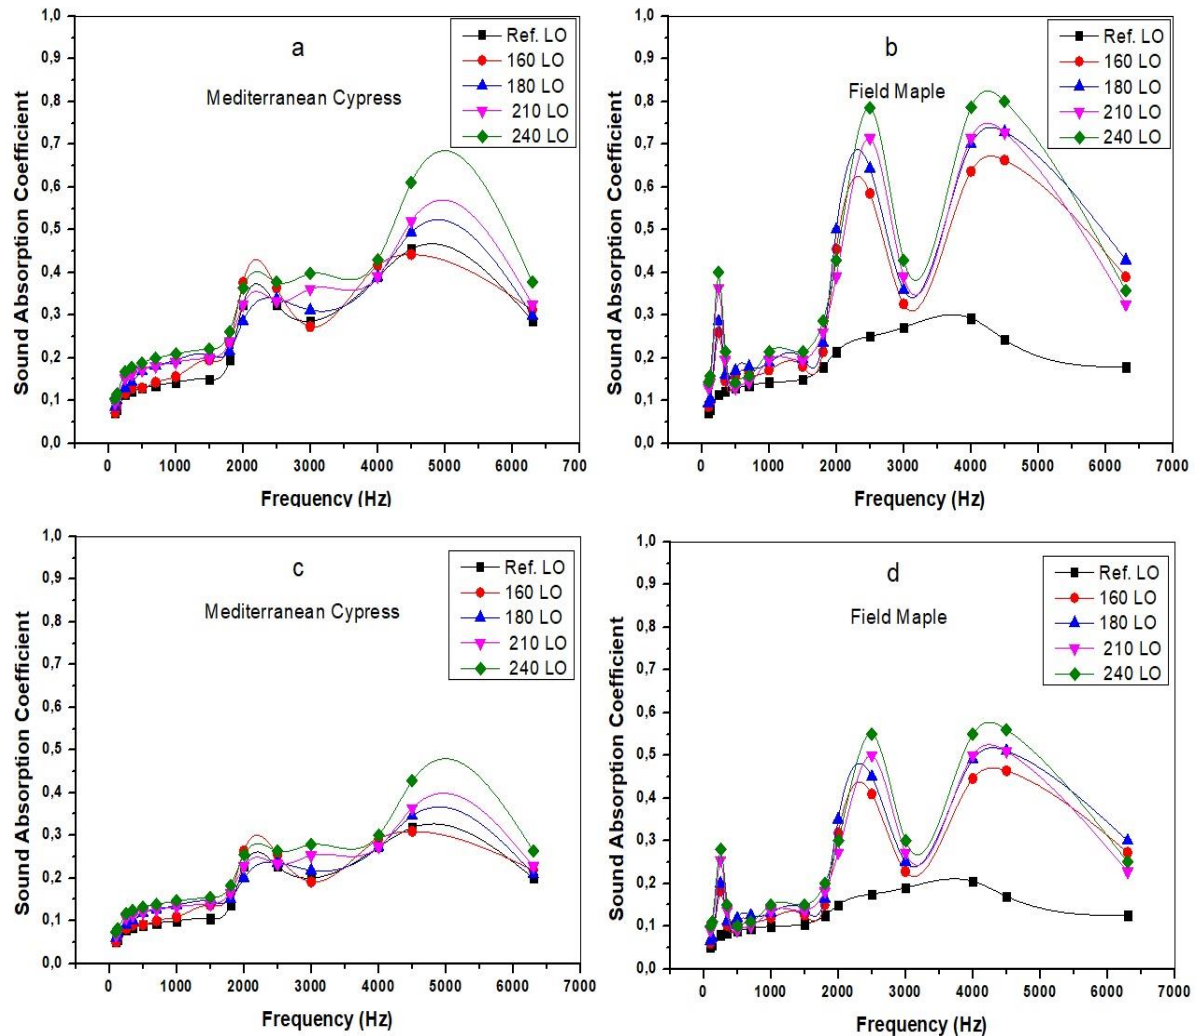 1,0
0,9
0,8
0,7
0,6
0,5
0,4
0,3
0,2
0,1
0,0
Sound Absorption Coefficient
a
Mediterranean Cypress
Ref. LO
160 LO
180 LO
210 LO
240 LO
0 1000 2000 3000 4000 5000 6000 700
Frequency (Hz)
1,0
0,9
0,8
0,7
0,6
0,5
0,4
0,3
0,2
0,1
0,0
Sound Absorption Coefficient
b
Field Maple
Ref. LO
160 LO
180 LO
210 LO
240 LO
0 1000 2000 3000 4000 5000 6000 7000
Frequency (Hz)
1,0
0,9
0,8
0,7
0,6
0,5
0,4
0,3
0,2
0,1
0,0
Sound Absorption Coefficient
c
Mediterranean Cypress
Ref. LO
160 LO
180 LO
210 LO
240 LO
0 1000 2000 3000 4000 5000 6000 7000
Frequency (Hz)
1,0
0,9
0,8
0,7
0,6
0,5
0,4
0,3
0,2
0,1
0,0
Sound Absorption Coefficient
d
Field Maple
Ref. LO
160 LO
180 LO
210 LO
240 LO
0 1000 2000 3000 4000 5000 6000 7000
Frequency (Hz)